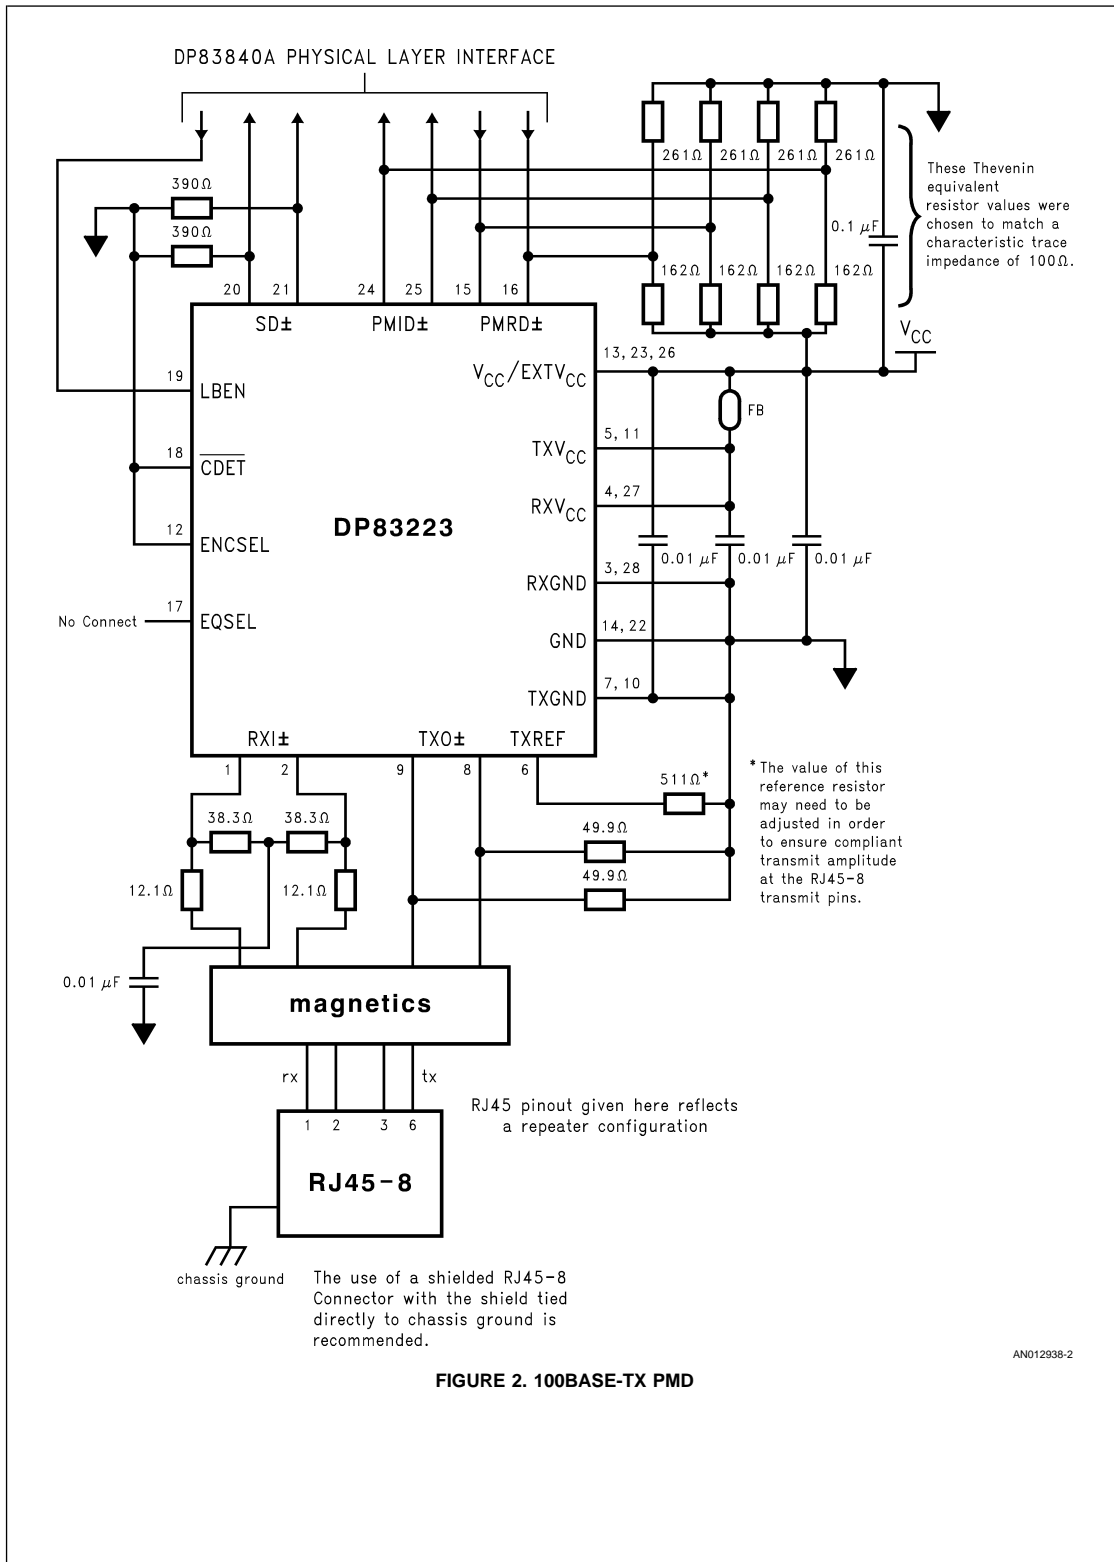 DP83840A PHYSICAL LAYER INTERFACE
261Ω 261Ω 261Ω 261Ω
These Thevenin
equivalent
resistor values were
chosen to match a
characteristic trace
impedance of 100Ω.
390Ω
390Ω
0.1 µF
162Ω 162Ω 162Ω 162Ω
20 21 24 25 15 16
SD± PMID± PMRD±
VCC
13, 23, 26
VCC/EXTVCC
19
LBEN
FB
5, 11
TXVCC
18
CDET
4, 27
RXVCC
DP83223
12
ENCSEL
0.01 µF 0.01 µF 0.01 µF
3, 28
RXGND
17
No Connect
EQSEL
14, 22
GND
7, 10
TXGND
RXI± TXO± TXREF
1 2 9 8 6
511Ω*
* The value of this
reference resistor
may need to be
adjusted in order
to ensure compliant
transmit amplitude
at the RJ45-8
transmit pins.
38.3Ω 38.3Ω
49.9Ω
49.9Ω
12.1Ω 12.1Ω
0.01 µF
magnetics
rx tx
RJ45 pinout given here reflects
a repeater configuration
1 2 3 6
RJ45-8
chassis ground
The use of a shielded RJ45-8
Connector with the shield tied
directly to chassis ground is
recommended.
AN012938-2
FIGURE 2. 100BASE-TX PMD